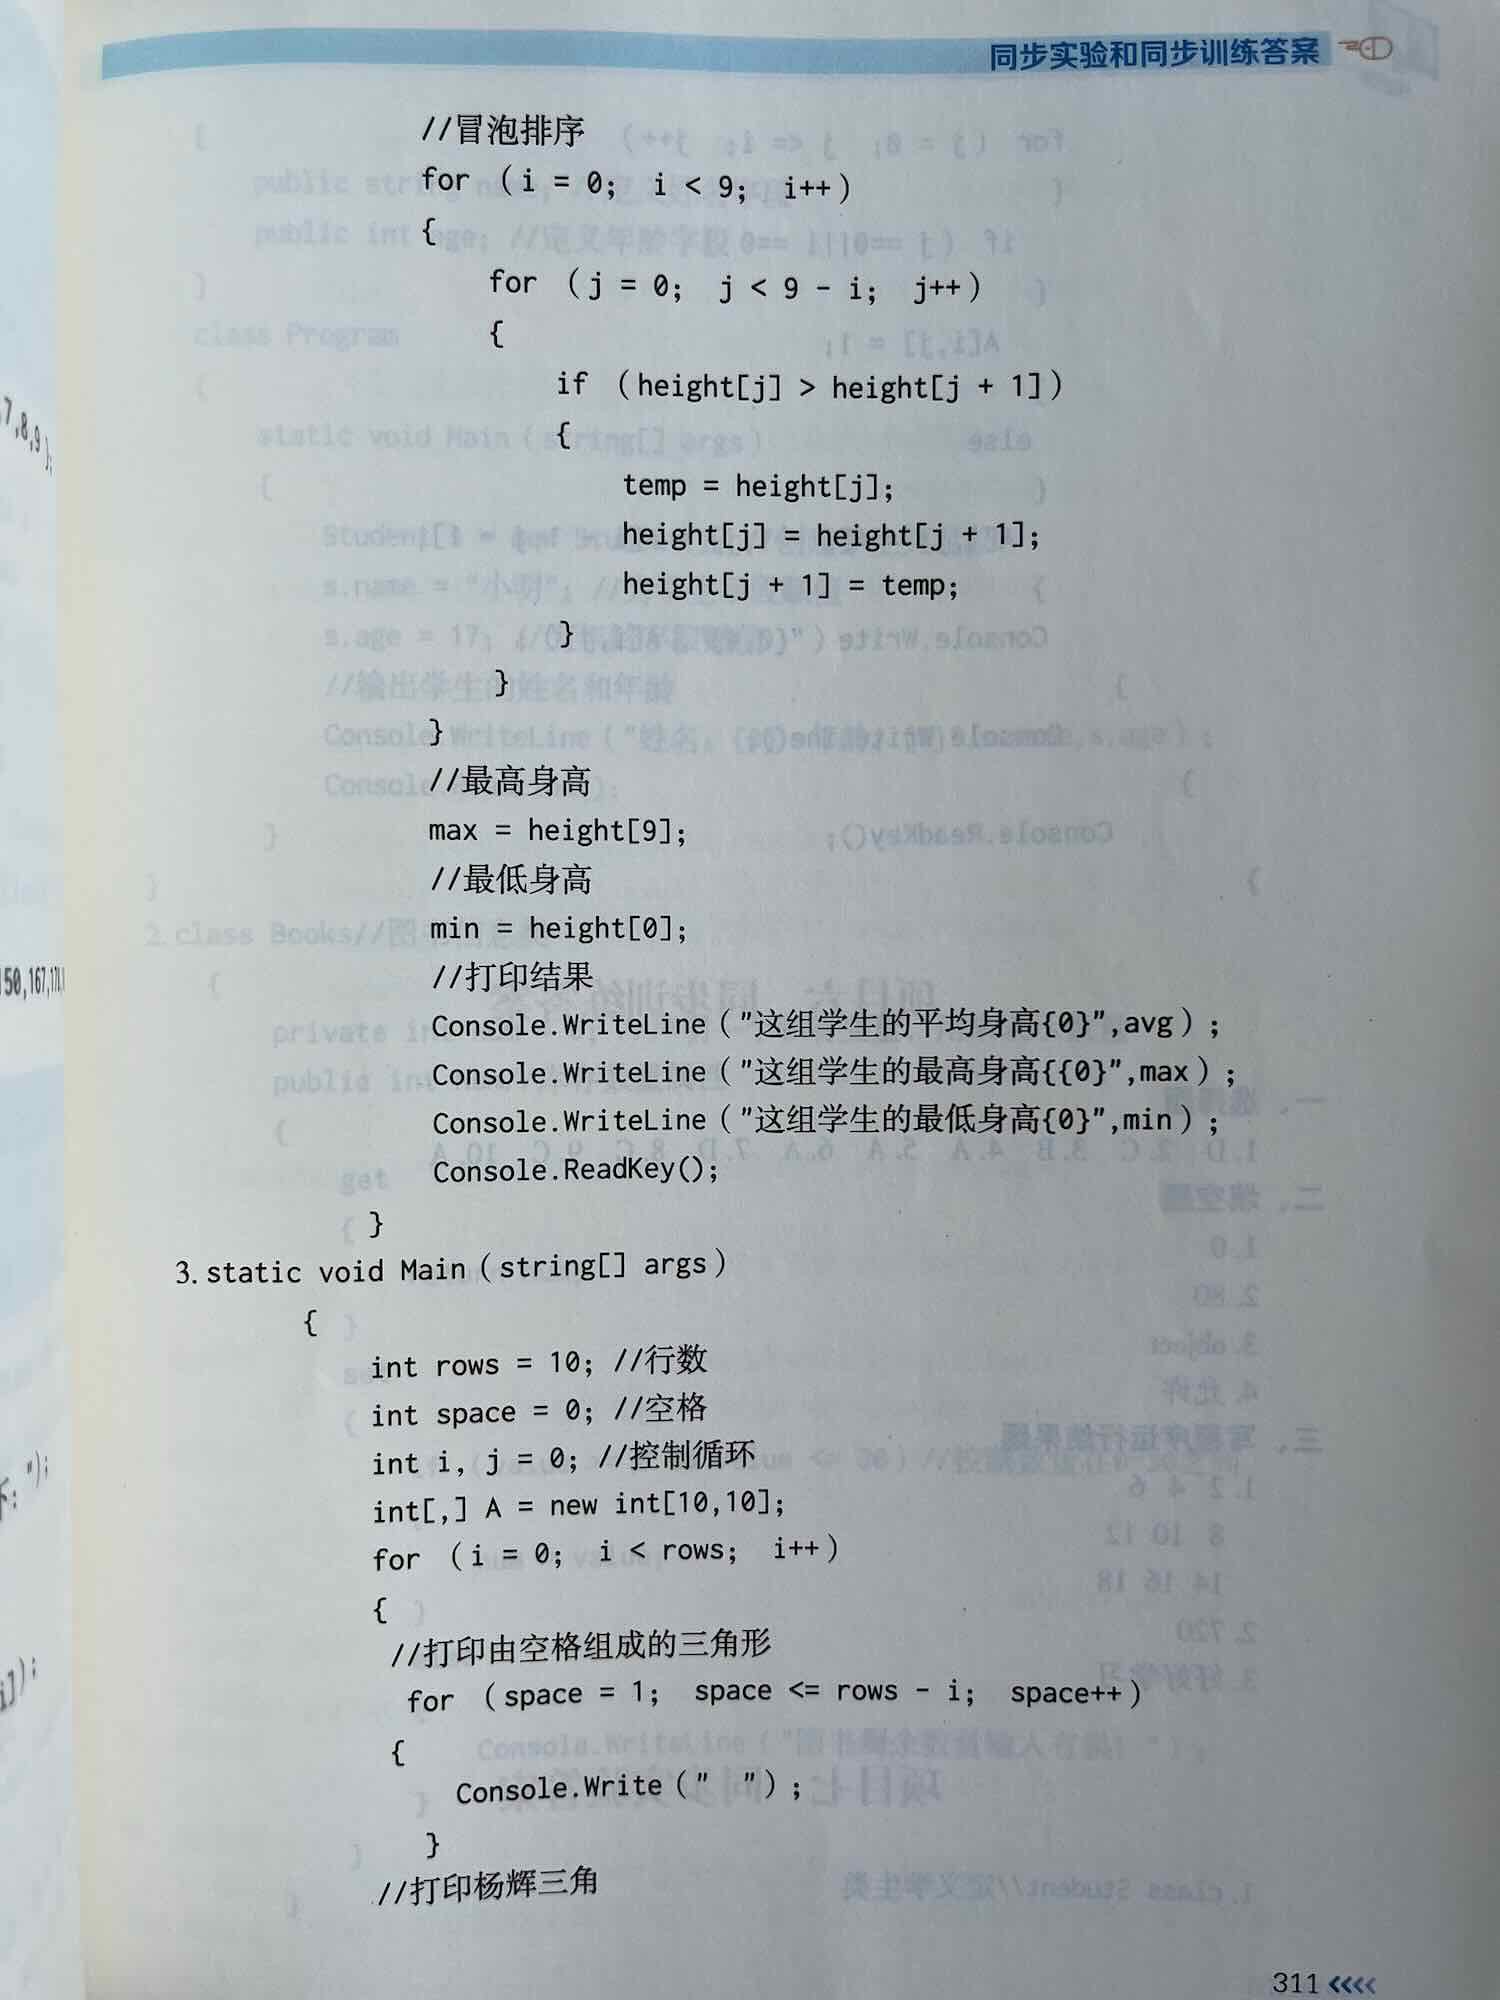 同步实验和同步训练答案
//冒泡排序
for （i = 0; i < 9; i++）
{
for （j = 0; j < 9 - i; j++）
{
if （height[j] > height[j + 1]）
{
temp = height[j];
height[j] = height[j + 1];
height[j + 1] = temp;
}
}
}
//最高身高
max = height[9];
//最低身高
min = height[0];
//打印结果
Console.WriteLine（"这组学生的平均身高{0}",avg）;
Console.WriteLine（"这组学生的最高身高{{0}",max）;
Console.WriteLine（"这组学生的最低身高{0}",min）;
Console.ReadKey();
}
3. static void Main（string[] args）
{
int rows = 10; //行数
int space = 0; //空格
int i, j = 0; //控制循环
int[,] A = new int[10,10];
for （i = 0; i < rows; i++）
{
//打印由空格组成的三角形
for （space = 1; space <= rows - i; space++）
{
Console.Write（" "）;
}
//打印杨辉三角
311